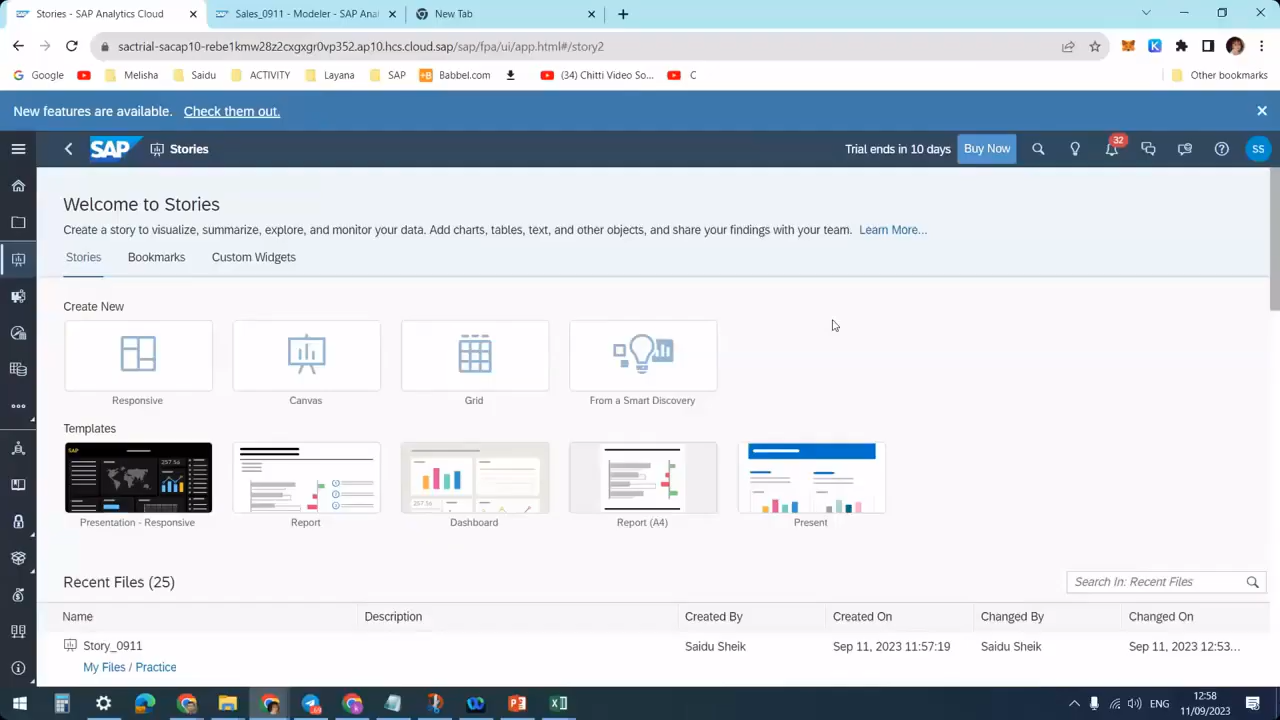 Stories - SAP Analytics Cloud
Sales_0911 - Modeler - SAP Anal
New Tab
sactrial-sacap10-rebe1kmw28z2cxgxgr0vp352.ap10.hcs.cloud.sap/sap/fpa/ui/app.html#/story2
Google
Melisha
Saidu
ACTIVITY
Layana
SAP
+B
Babbel.com
(34) Chitti Video So...
C
Other bookmarks
New features are available. Check them out.
SAP
Stories
Trial ends in 10 days
Buy Now
32
SS
Welcome to Stories
Create a story to visualize, summarize, explore, and monitor your data. Add charts, tables, text, and other objects, and share your findings with your team. Learn More...
Stories
Bookmarks
Custom Widgets
Create New
Responsive
Canvas
Grid
From a Smart Discovery
Templates
SAP
257.56
Presentation - Responsive
Report
Dashboard
Report (A4)
Present
Recent Files (25)
Search In: Recent Files
Name
Description
Created By
Created On
Changed By
Changed On
Story_0911
Saidu Sheik
Sep 11, 2023 11:57:19
Saidu Sheik
Sep 11, 2023 12:53...
My Files / Practice
ENG
12:58
11/09/2023